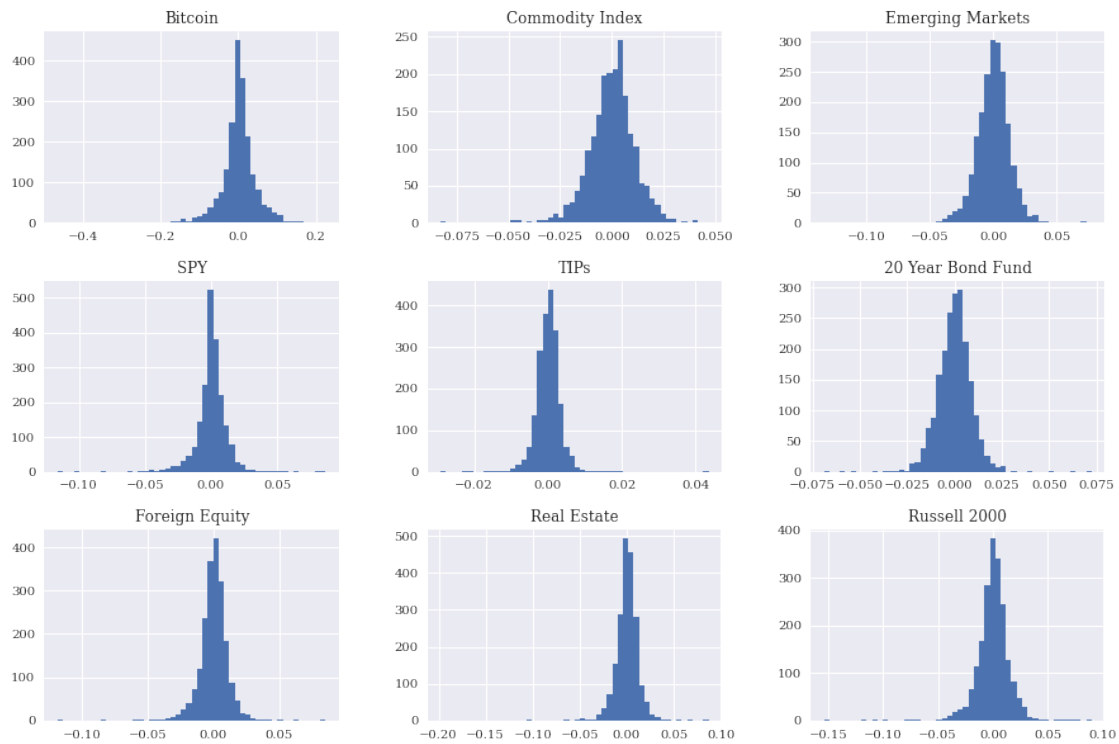 Bitcoin
400
300
200
100
0
−0.4 −0.2 0.0 0.2
Commodity Index
250
200
150
100
50
0
−0.075 −0.050 −0.025 0.000 0.025 0.050
Emerging Markets
300
250
200
150
100
50
0
−0.10 −0.05 0.00 0.05
SPY
500
400
300
200
100
0
−0.10 −0.05 0.00 0.05
TIPs
400
300
200
100
0
−0.02 0.00 0.02 0.04
20 Year Bond Fund
300
250
200
150
100
50
0
−0.075 −0.050 −0.025 0.000 0.025 0.050 0.075
Foreign Equity
400
300
200
100
0
−0.10 −0.05 0.00 0.05
Real Estate
500
400
300
200
100
0
−0.20 −0.15 −0.10 −0.05 0.00 0.05 0.10
Russell 2000
400
300
200
100
0
−0.15 −0.10 −0.05 0.00 0.05 0.10